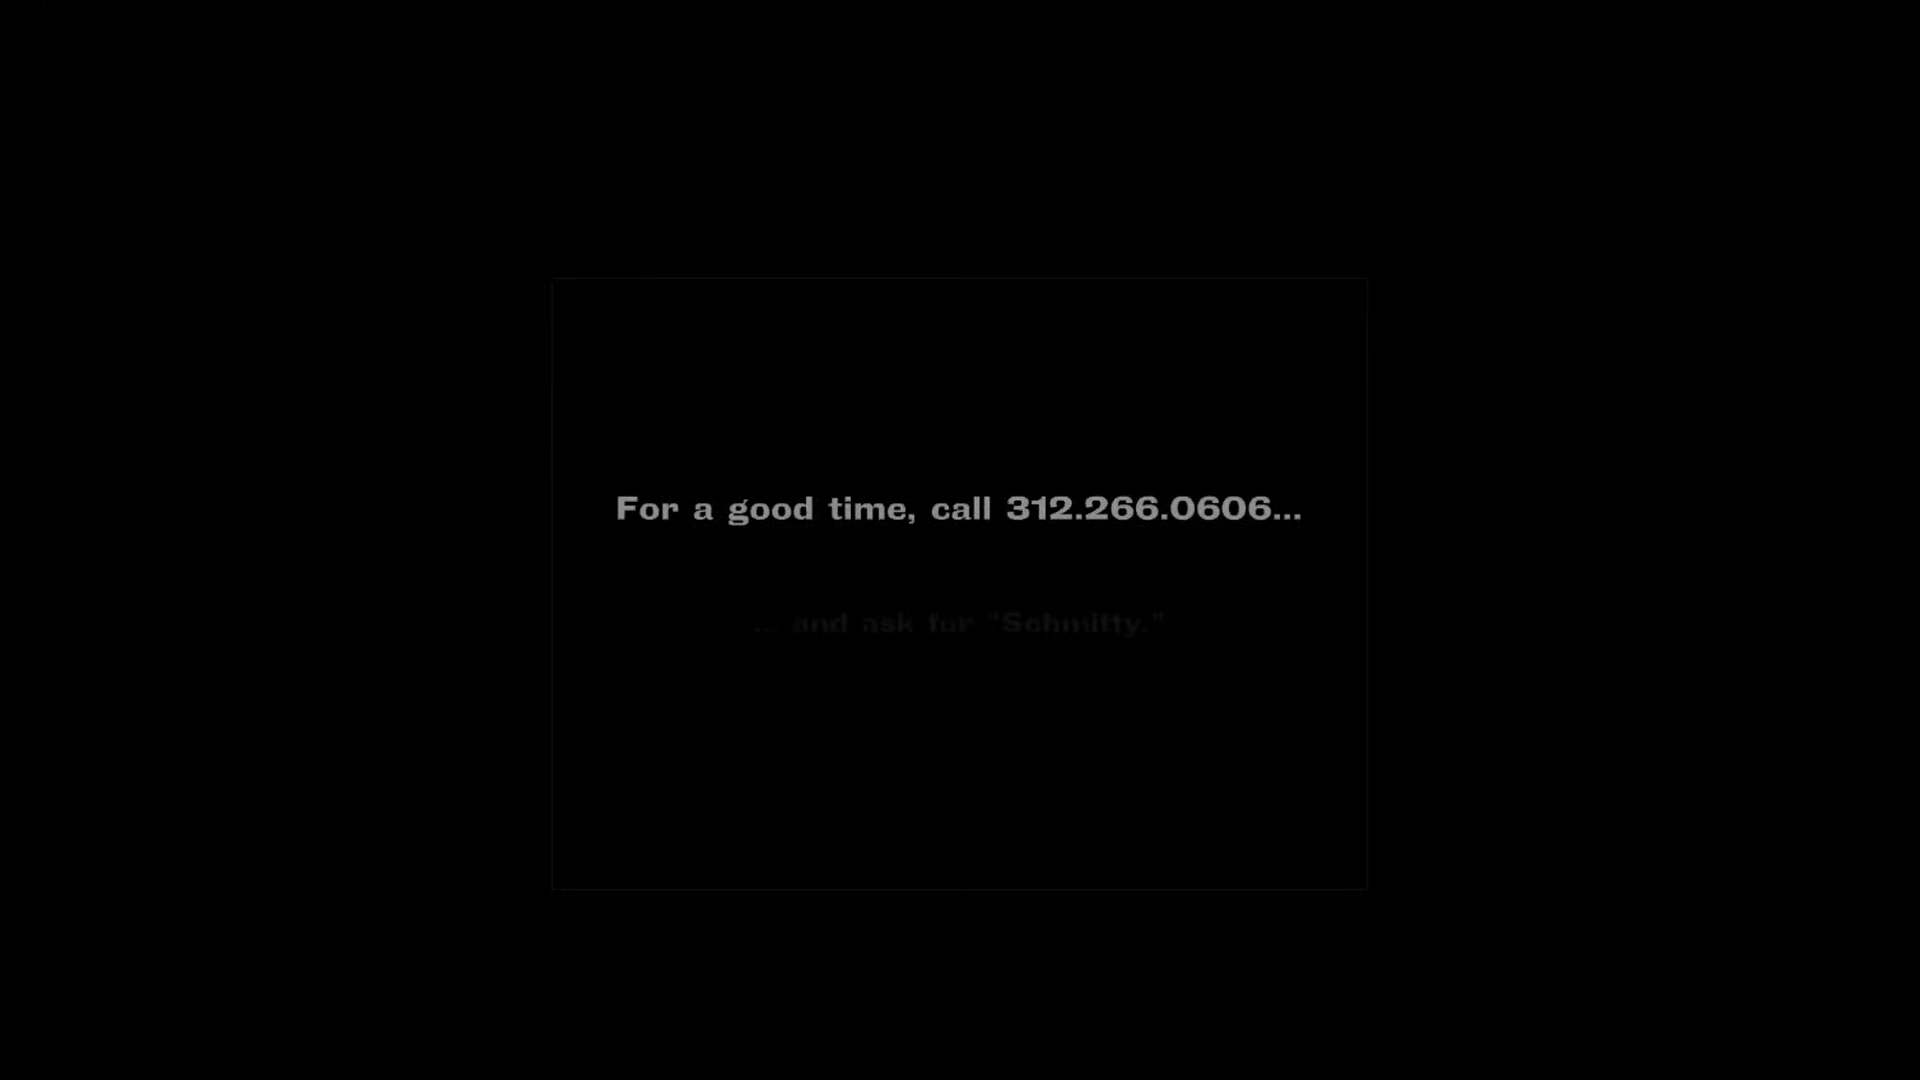 For a good time, call 312.266.0606...
... and ask for "Schmitty."